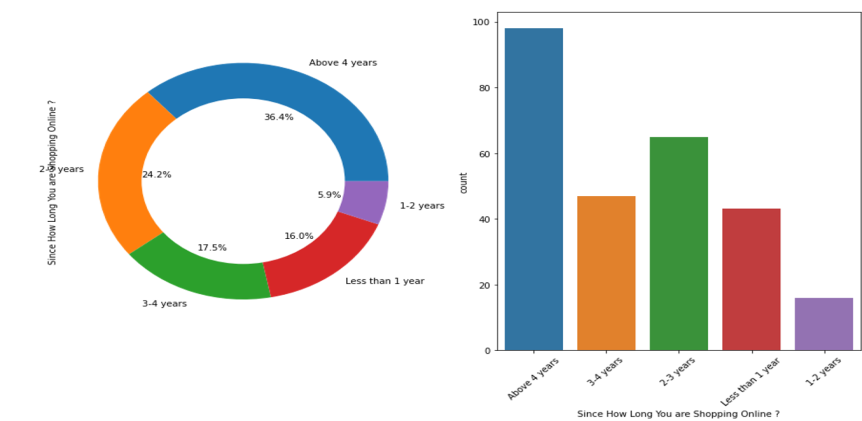 Since How Long You are Shopping Online ?
Above 4 years
36.4%
2-3 years
24.2%
5.9%
1-2 years
17.5%
16.0%
Less than 1 year
3-4 years
count
100
80
60
40
20
0
Above 4 years
3-4 years
2-3 years
Less than 1 year
1-2 years
Since How Long You are Shopping Online ?